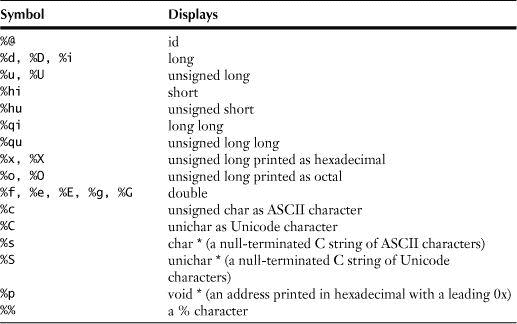 Symbol Displays
%@ id
%d, %D, %i long
%u, %U unsigned long
%hi short
%hu unsigned short
%qi long long
%qu unsigned long long
%x, %X unsigned long printed as hexadecimal
%o, %O unsigned long printed as octal
%f, %e, %E, %g, %G double
%c unsigned char as ASCII character
%C unichar as Unicode character
%s char * (a null-terminated C string of ASCII characters)
%S unichar * (a null-terminated C string of Unicode
characters)
%p void * (an address printed in hexadecimal with a leading 0x)
%% a % character